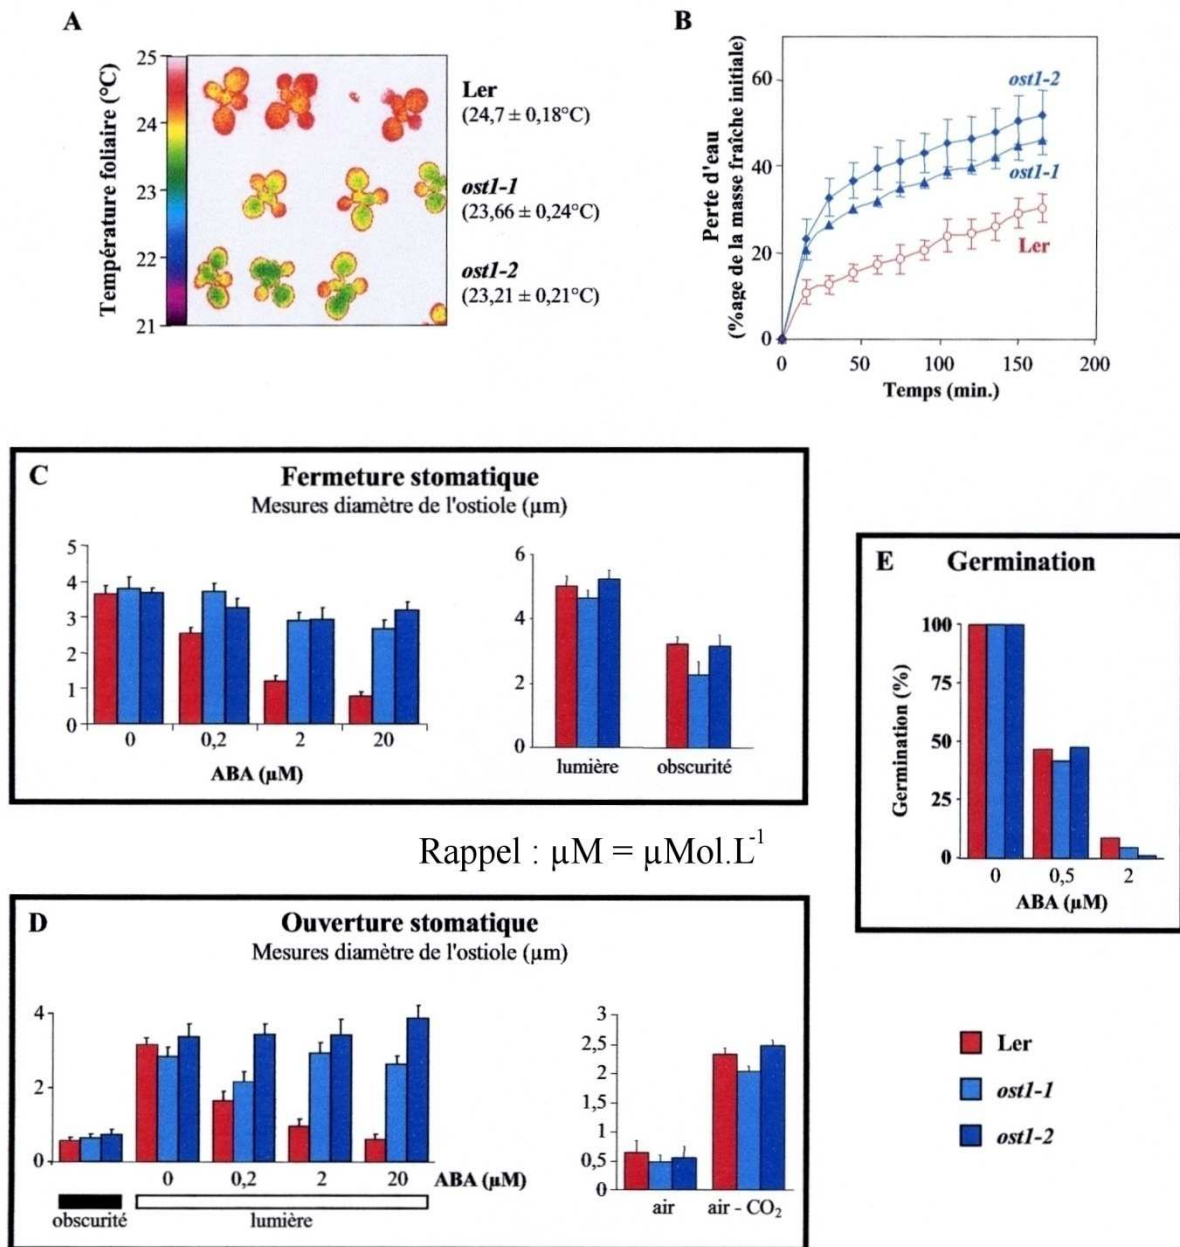 A
Température foliaire (°C)
25
24
23
22
21
Ler
(24,7 ± 0,18°C)
ost1-1
(23,66 ± 0,24°C)
ost1-2
(23,21 ± 0,21°C)
B
Perte d'eau
(%age de la masse fraîche initiale)
60
40
20
0
ost1-2
ost1-1
Ler
0 50 100 150 200
Temps (min.)
C Fermeture stomatique
Mesures diamètre de l'ostiole (µm)
5
4
3
2
1
0
0 0,2 2 20
ABA (µM)
6
4
2
0
lumière obscurité
E Germination
Germination (%)
100
75
50
25
0
0 0,5 2
ABA (µM)
Rappel : µM = µMol.L-1
D Ouverture stomatique
Mesures diamètre de l'ostiole (µm)
4
2
0
0 0,2 2 20 ABA (µM)
obscurité lumière
3
2,5
2
1,5
1
0,5
0
air air - CO2
Ler
ost1-1
ost1-2